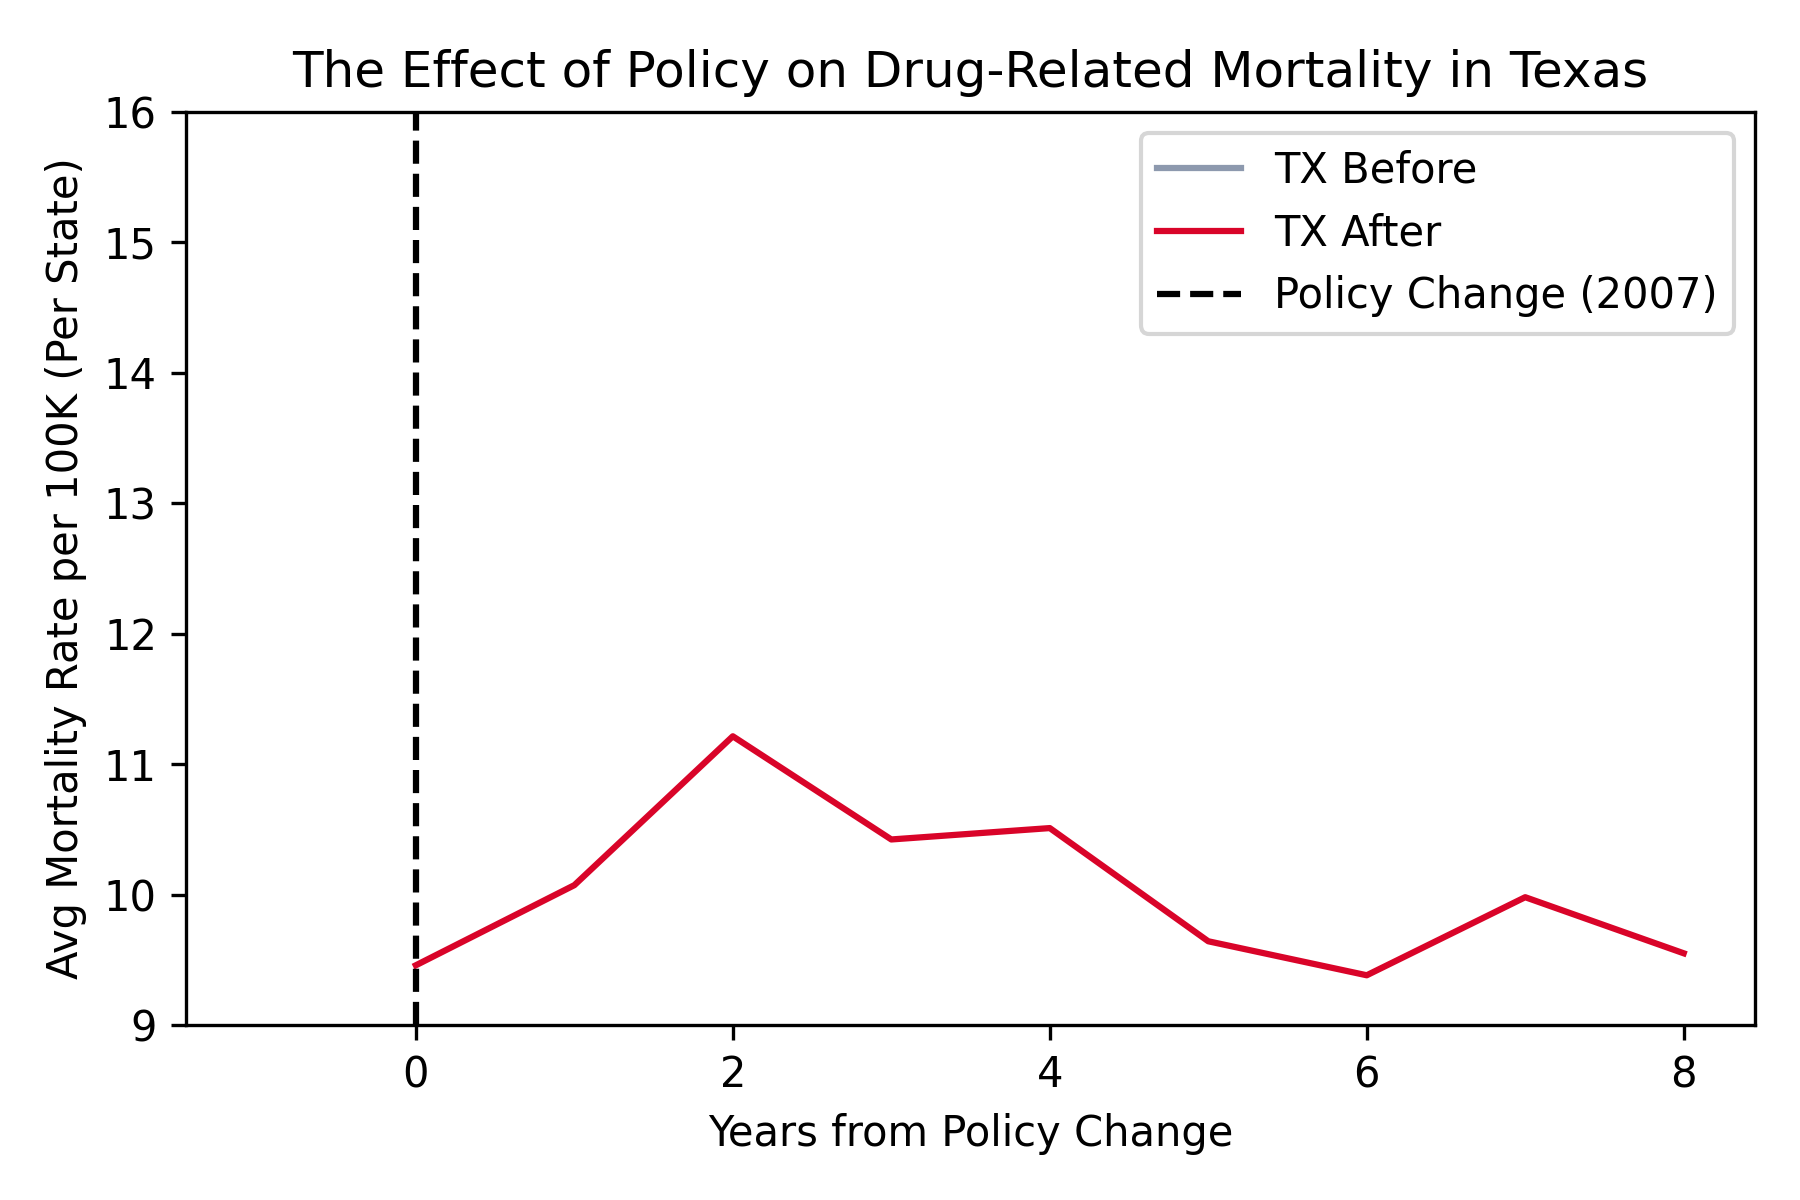 The Effect of Policy on Drug-Related Mortality in Texas
Avg Mortality Rate per 100K (Per State)
16
15
14
13
12
11
10
9
TX Before
TX After
Policy Change (2007)
0 2 4 6 8
Years from Policy Change